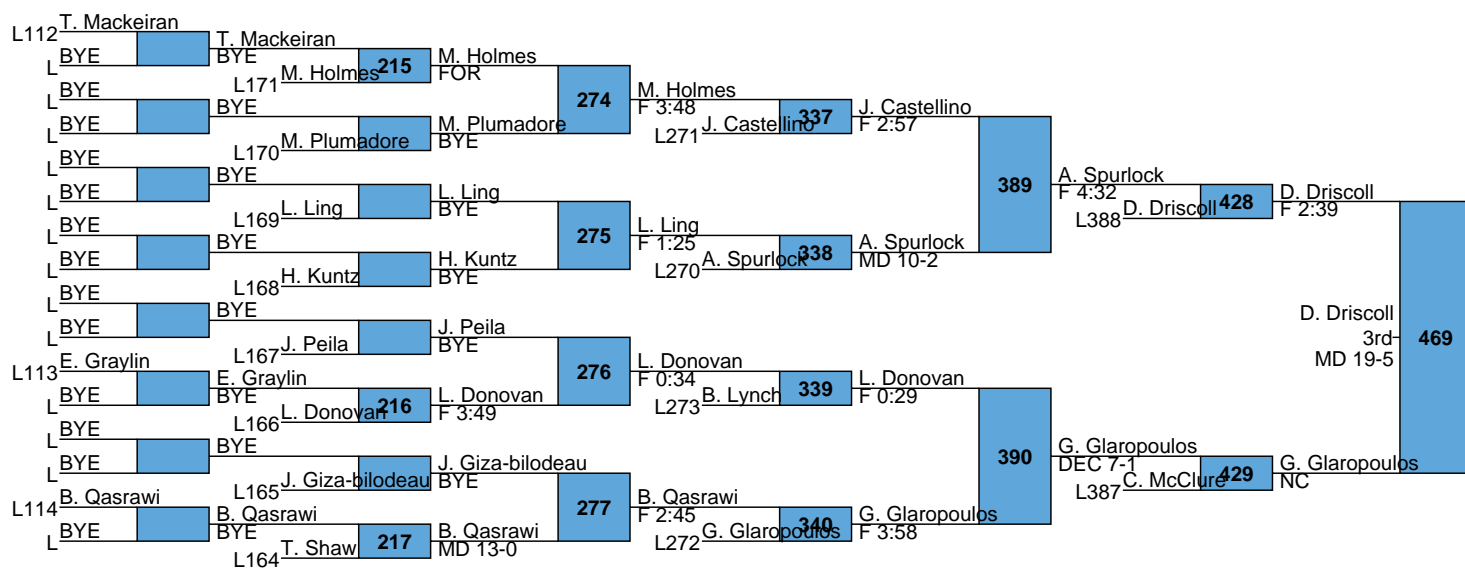 L112 T. Mackeiran
L BYE
T. Mackeiran
BYE
L171 M. Holmes
215
M. Holmes
FOR
L BYE
L BYE
BYE
L170 M. Plumadore
M. Plumadore
BYE
274
M. Holmes
F 3:48
L271 J. Castellino
337
J. Castellino
F 2:57
L BYE
L BYE
BYE
L169 L. Ling
L. Ling
BYE
L BYE
L BYE
BYE
L168 H. Kuntz
H. Kuntz
BYE
275
L. Ling
F 1:25
L270 A. Spurlock
338
A. Spurlock
MD 10-2
389
A. Spurlock
F 4:32
L388 D. Driscoll
428
D. Driscoll
F 2:39
L BYE
L BYE
BYE
L167 J. Peila
J. Peila
BYE
L113 E. Graylin
L BYE
E. Graylin
BYE
L166 L. Donovan
216
L. Donovan
F 3:49
276
L. Donovan
F 0:34
L273 B. Lynch
339
L. Donovan
F 0:29
L BYE
L BYE
BYE
L165 J. Giza-bilodeau
J. Giza-bilodeau
BYE
L114 B. Qasrawi
L BYE
B. Qasrawi
BYE
L164 T. Shaw
217
B. Qasrawi
MD 13-0
277
B. Qasrawi
F 2:45
L272 G. Glaropoulos
340
G. Glaropoulos
F 3:58
390
G. Glaropoulos
DEC 7-1
L387 C. McClure
429
G. Glaropoulos
NC
469
D. Driscoll
3rd
MD 19-5